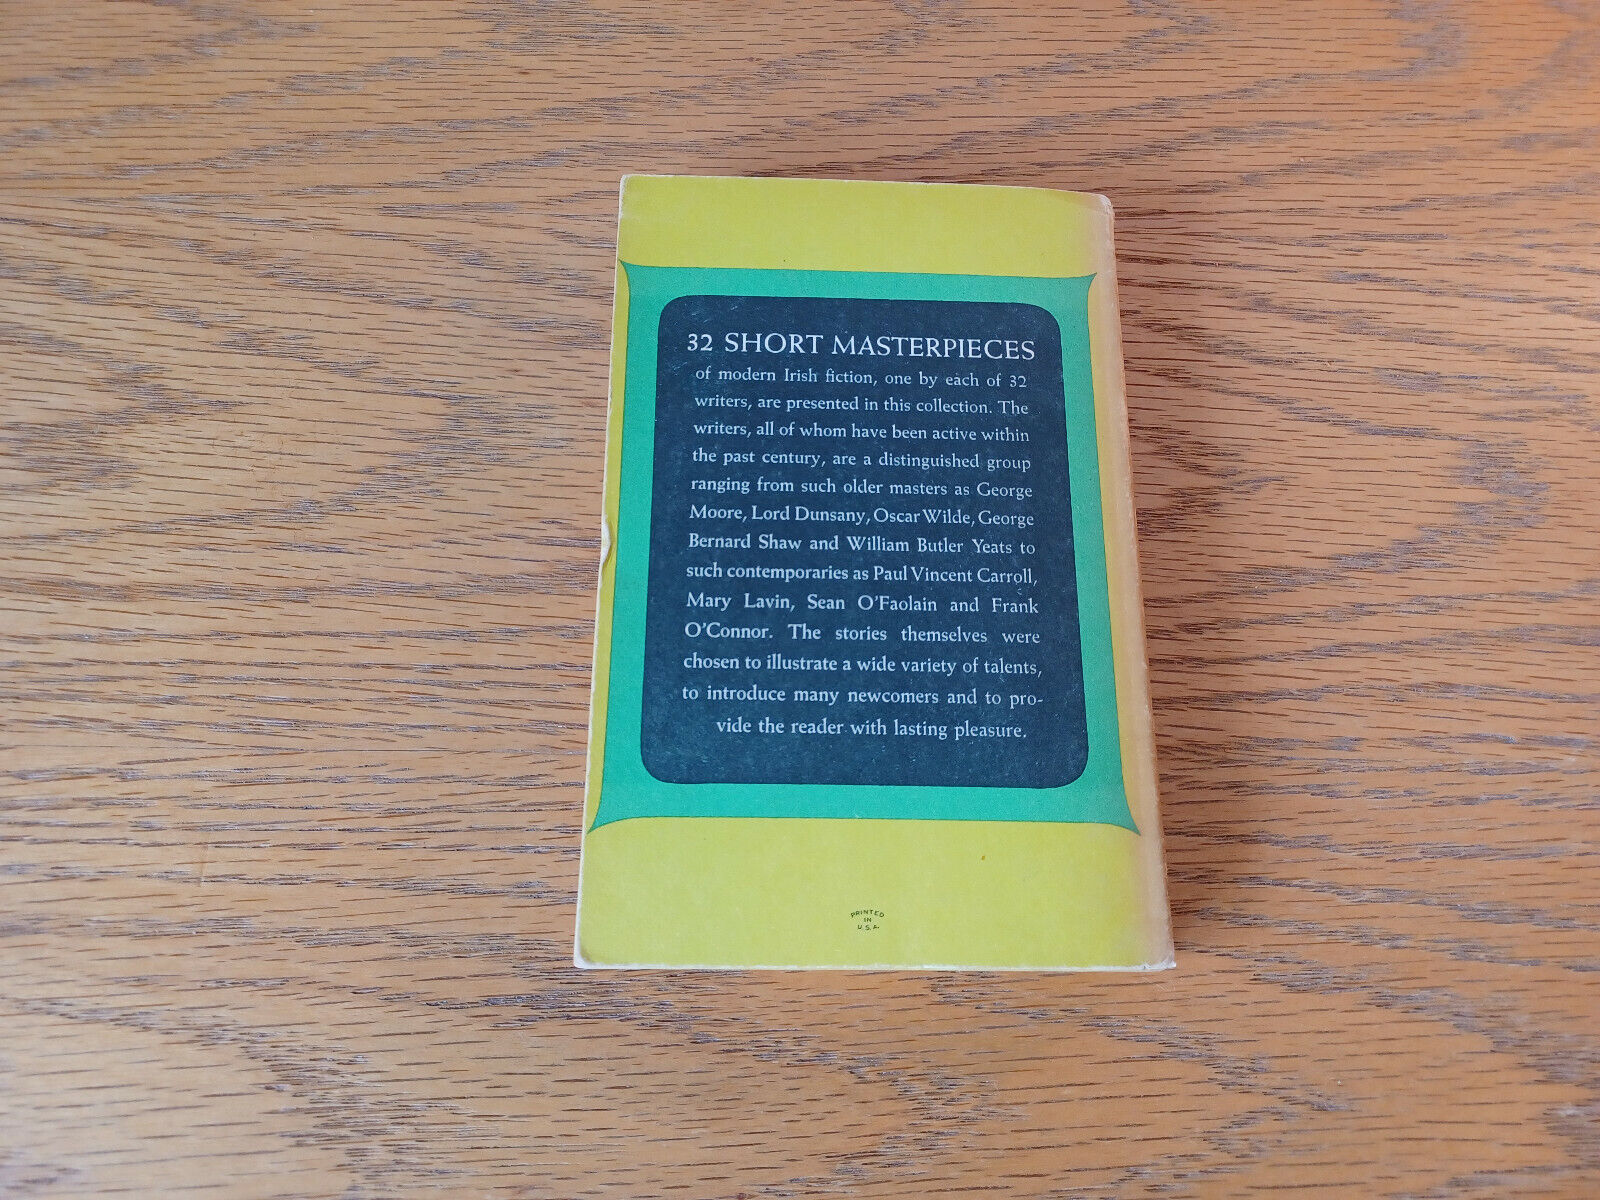 32 SHORT MASTERPIECES
of modern Irish fiction, one by each of 32
writers, are presented in this collection. The
writers, all of whom have been active within
the past century, are a distinguished group
ranging from such older masters as George
Moore, Lord Dunsany, Oscar Wilde, George
Bernard Shaw and William Butler Yeats to
such contemporaries as Paul Vincent Carroll,
Mary Lavin, Sean O'Faolain and Frank
O'Connor. The stories themselves were
chosen to illustrate a wide variety of talents,
to introduce many newcomers and to pro-
vide the reader with lasting pleasure.
PRINTED
IN
U.S.A.